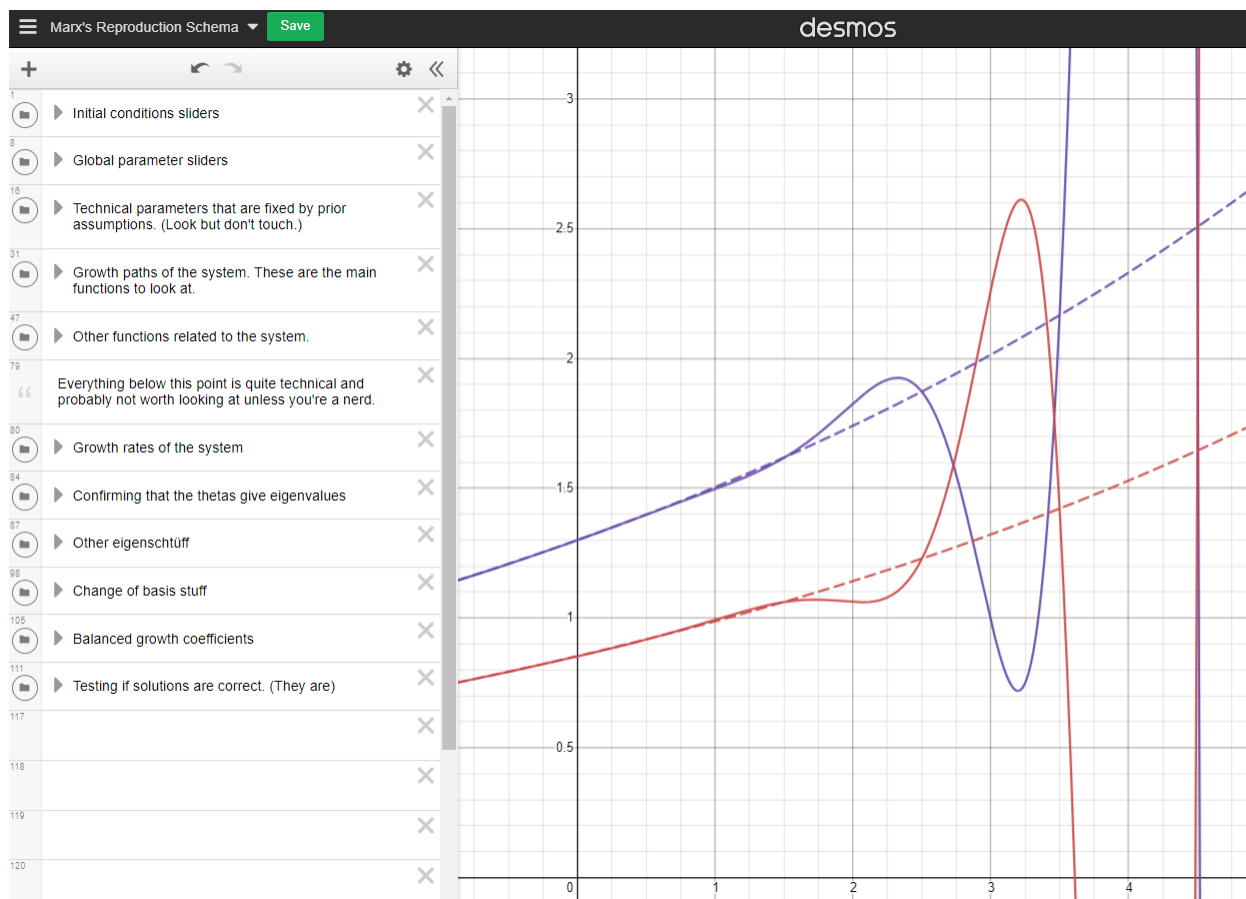 Marx's Reproduction Schema
Save
desmos
1
Initial conditions sliders
8
Global parameter sliders
16
Technical parameters that are fixed by prior
assumptions. (Look but don't touch.)
31
Growth paths of the system. These are the main
functions to look at.
47
Other functions related to the system.
79
Everything below this point is quite technical and
probably not worth looking at unless you're a nerd.
80
Growth rates of the system
84
Confirming that the thetas give eigenvalues
87
Other eigenschtüff
98
Change of basis stuff
106
Balanced growth coefficients
111
Testing if solutions are correct. (They are)
117
118
119
120
3
2.5
2
1.5
1
0.5
0
1
2
3
4